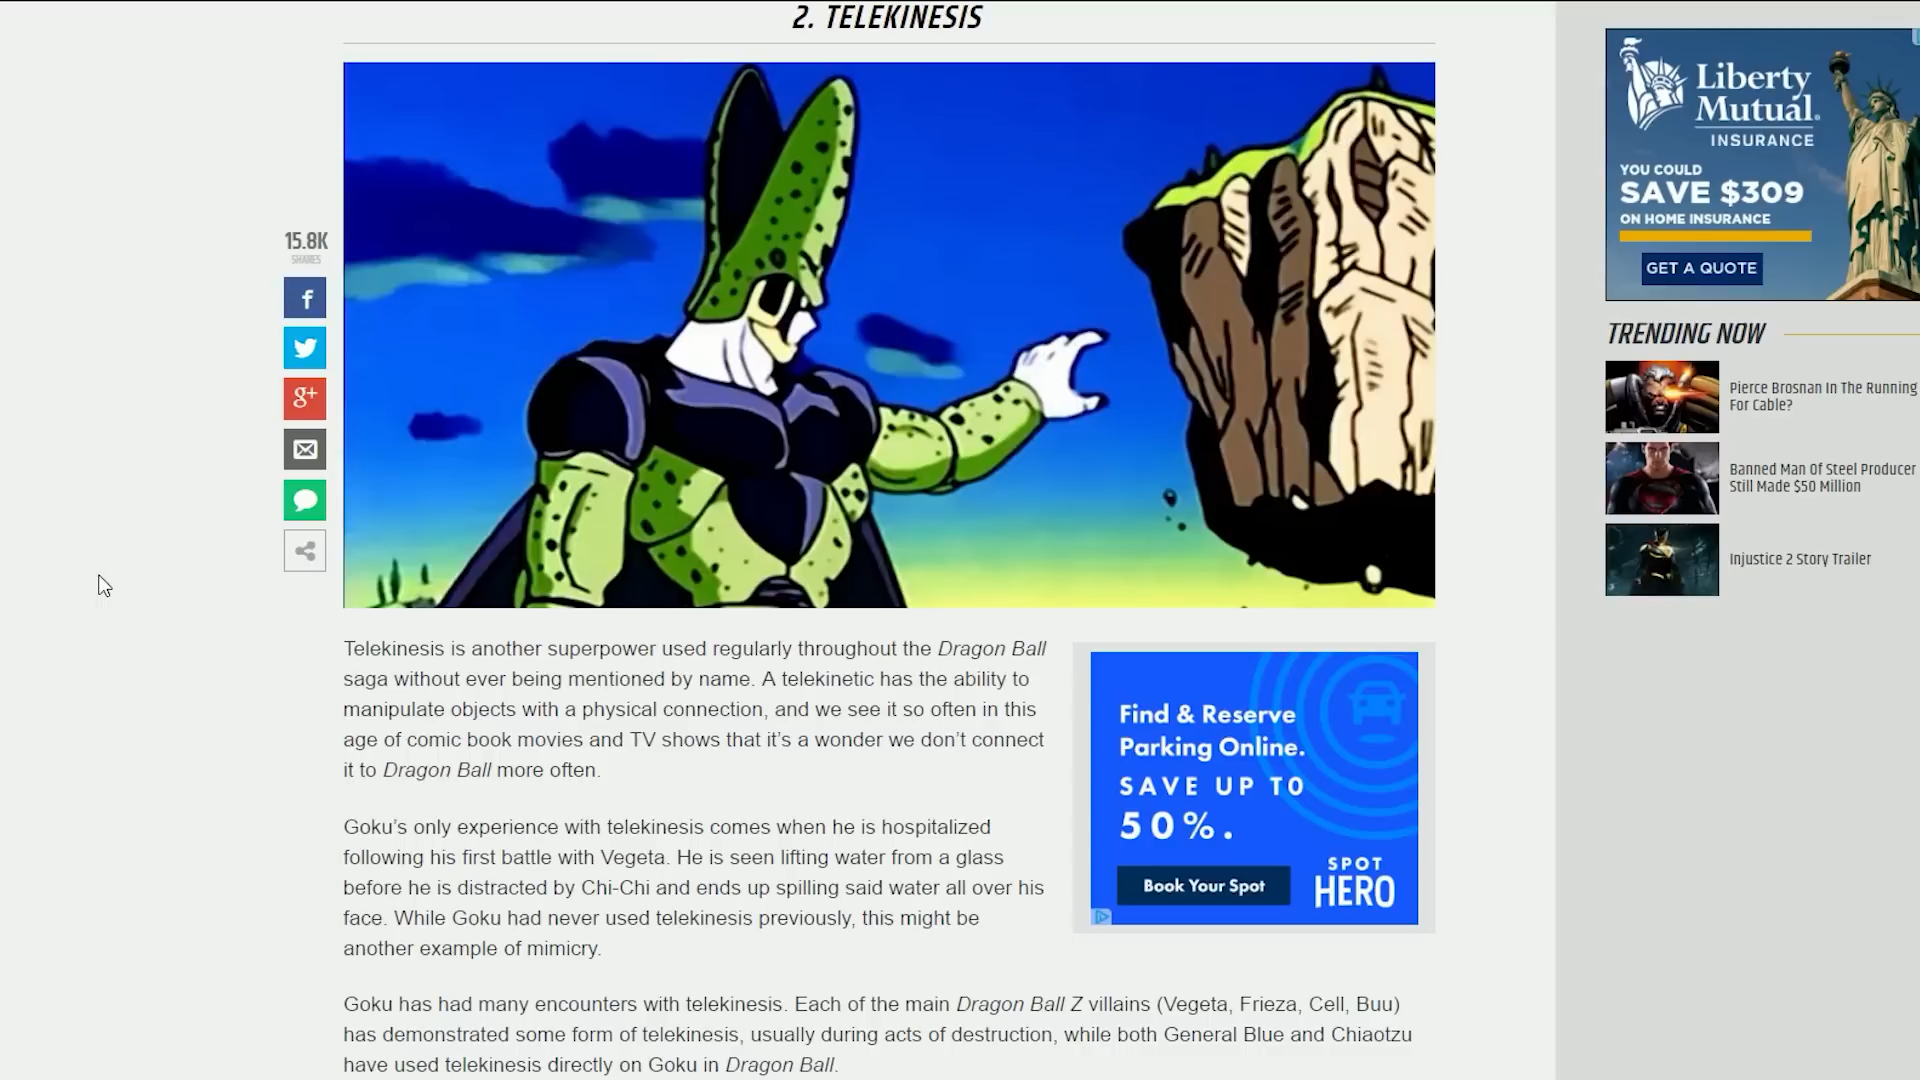 2. TELEKINESIS
15.8K
SHARES
f
g+
Telekinesis is another superpower used regularly throughout the Dragon Ball
saga without ever being mentioned by name. A telekinetic has the ability to
manipulate objects with a physical connection, and we see it so often in this
age of comic book movies and TV shows that it’s a wonder we don’t connect
it to Dragon Ball more often.
Goku’s only experience with telekinesis comes when he is hospitalized
following his first battle with Vegeta. He is seen lifting water from a glass
before he is distracted by Chi-Chi and ends up spilling said water all over his
face. While Goku had never used telekinesis previously, this might be
another example of mimicry.
Goku has had many encounters with telekinesis. Each of the main Dragon Ball Z villains (Vegeta, Frieza, Cell, Buu)
has demonstrated some form of telekinesis, usually during acts of destruction, while both General Blue and Chiaotzu
have used telekinesis directly on Goku in Dragon Ball.
Find & Reserve
Parking Online.
SAVE UP TO
50%.
Book Your Spot
SPOT
HERO
Liberty
Mutual.
INSURANCE
YOU COULD
SAVE $309
ON HOME INSURANCE
GET A QUOTE
TRENDING NOW
Pierce Brosnan In The Running
For Cable?
Banned Man Of Steel Producer
Still Made $50 Million
Injustice 2 Story Trailer